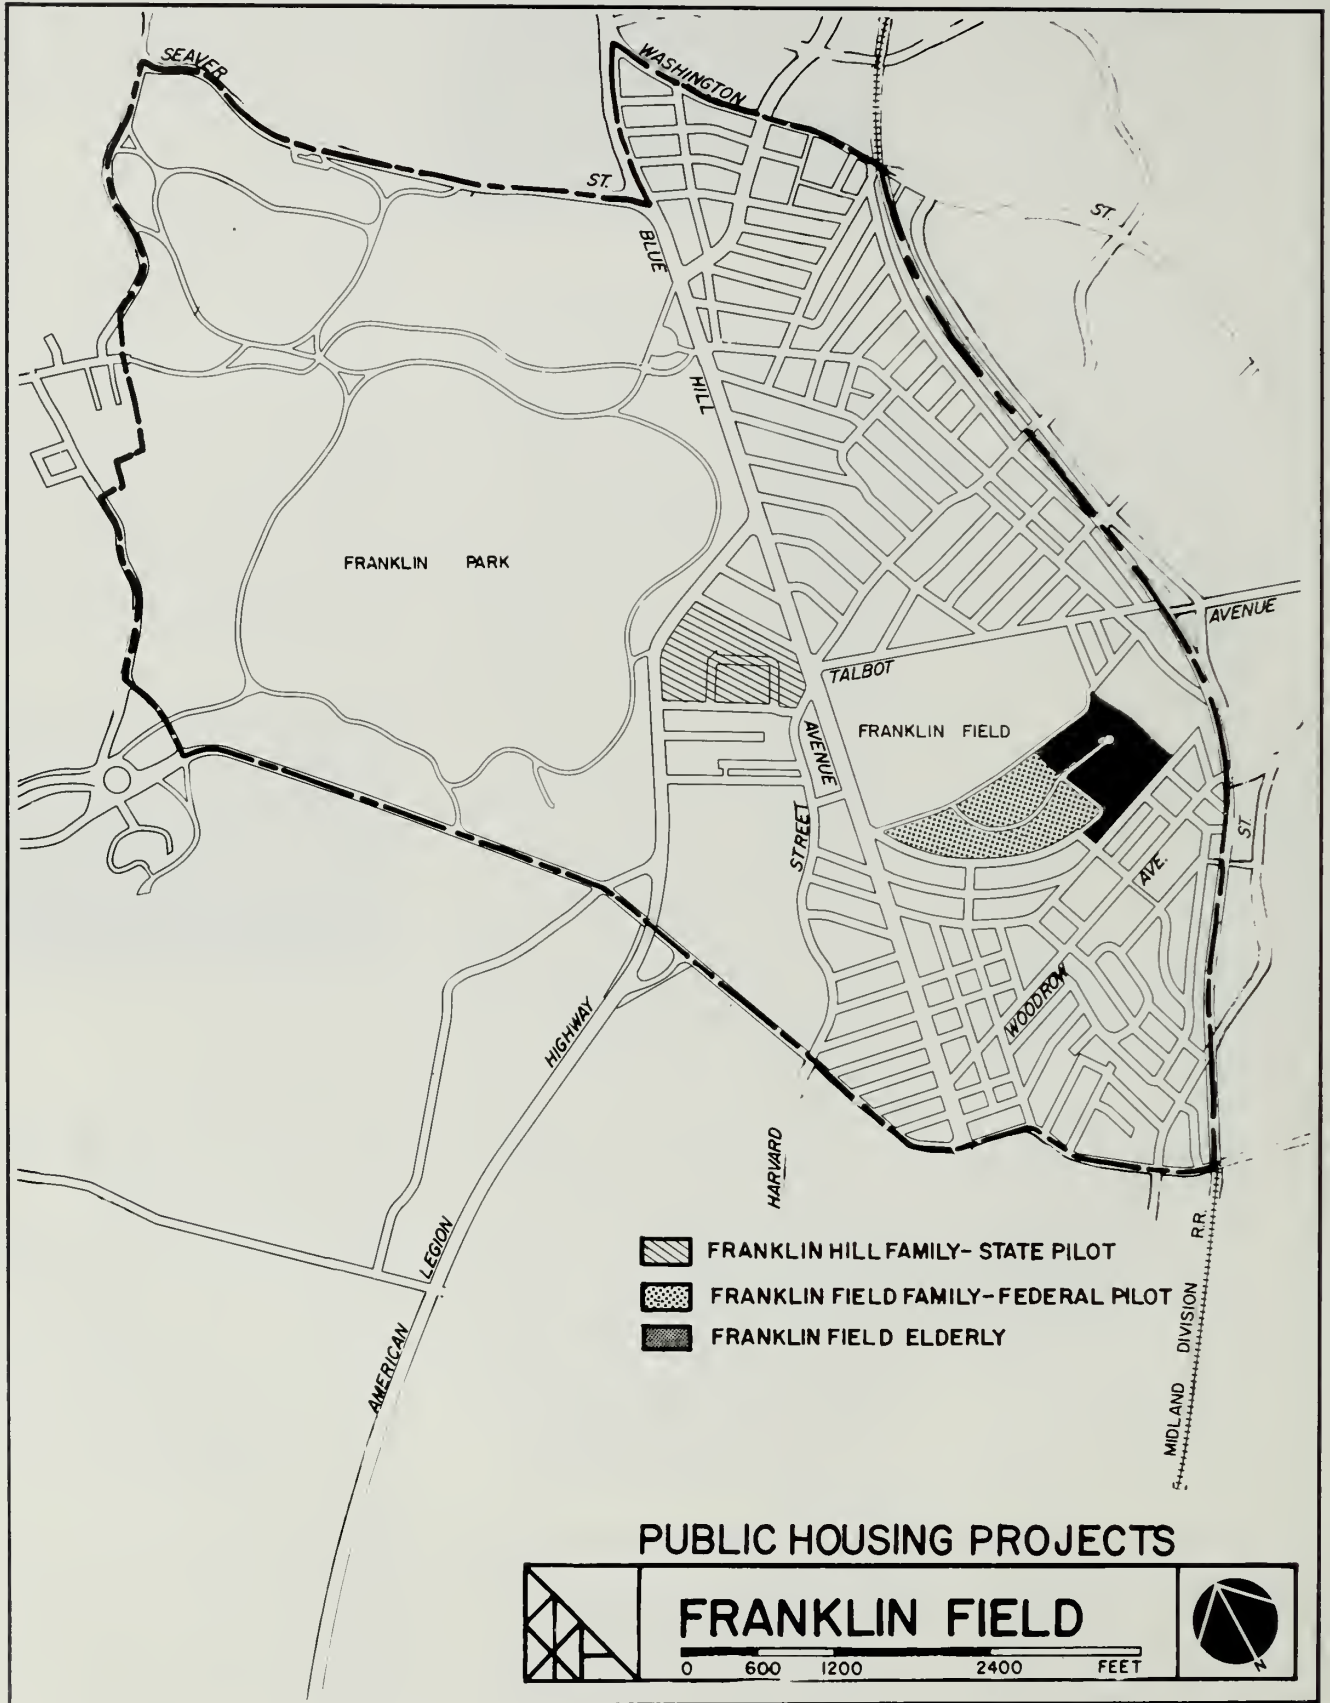 SEAVER
WASHINGTON
ST.
ST.
BLUE
HILL
FRANKLIN PARK
AVENUE
TALBOT
FRANKLIN FIELD
AVENUE
STREET
ST.
AVE.
WOODROW
HIGHWAY
HARVARD
LEGION
AMERICAN
R.R.
DIVISION
MIDLAND
FRANKLIN HILL FAMILY-STATE PILOT
FRANKLIN FIELD FAMILY-FEDERAL PILOT
FRANKLIN FIELD ELDERLY
PUBLIC HOUSING PROJECTS
FRANKLIN FIELD
0 600 1200 2400 FEET
N